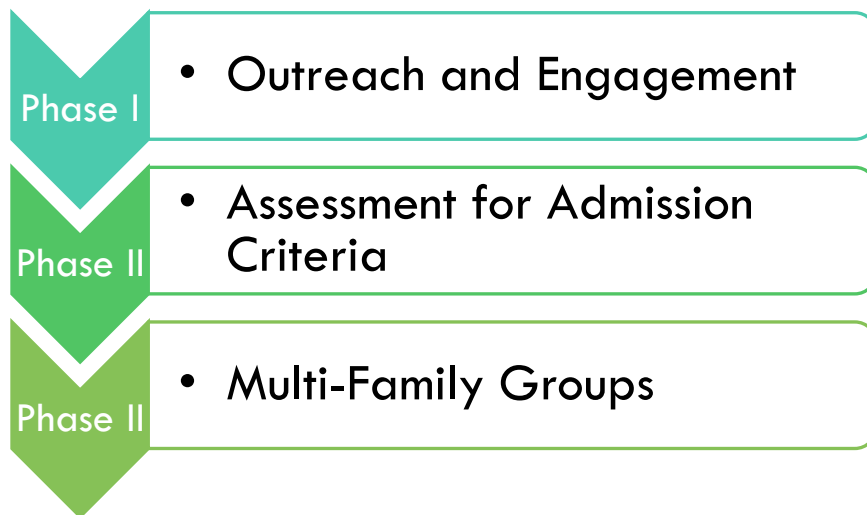 Phase I
• Outreach and Engagement
Phase II
• Assessment for Admission
Criteria
Phase II
• Multi-Family Groups